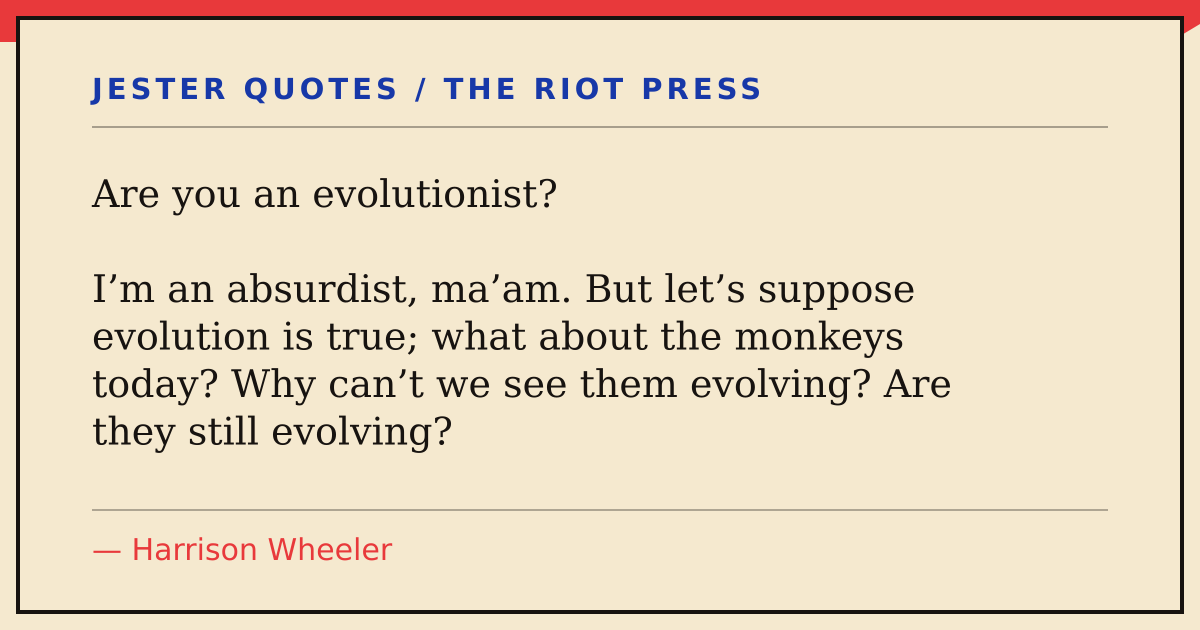 JESTER QUOTES / THE RIOT PRESS
Are you an evolutionist?
I’m an absurdist, ma’am. But let’s suppose
evolution is true; what about the monkeys
today? Why can’t we see them evolving? Are
they still evolving?
— Harrison Wheeler